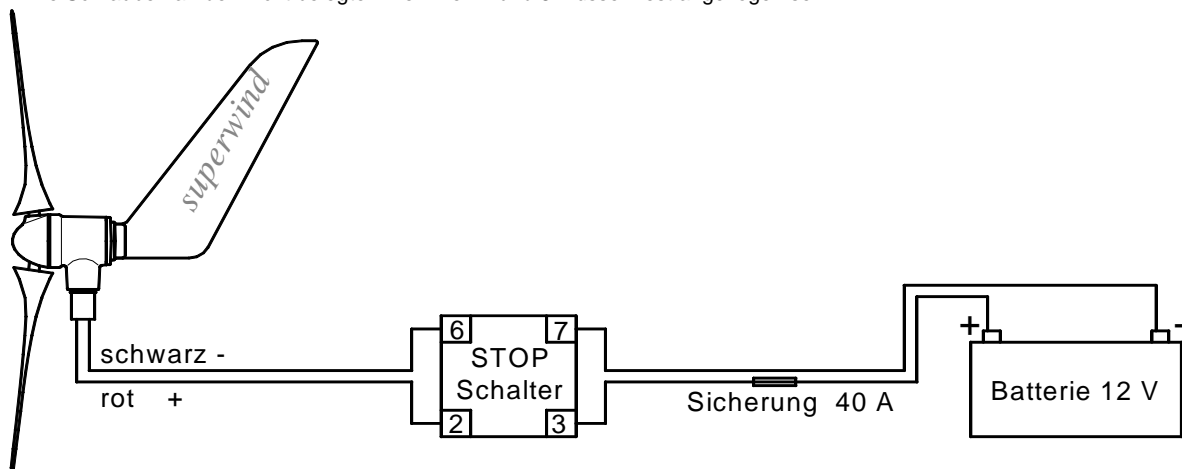 superwind
schwarz -
rot +
6 7
STOP
Schalter
2 3
Sicherung 40 A
+ -
Batterie 12 V